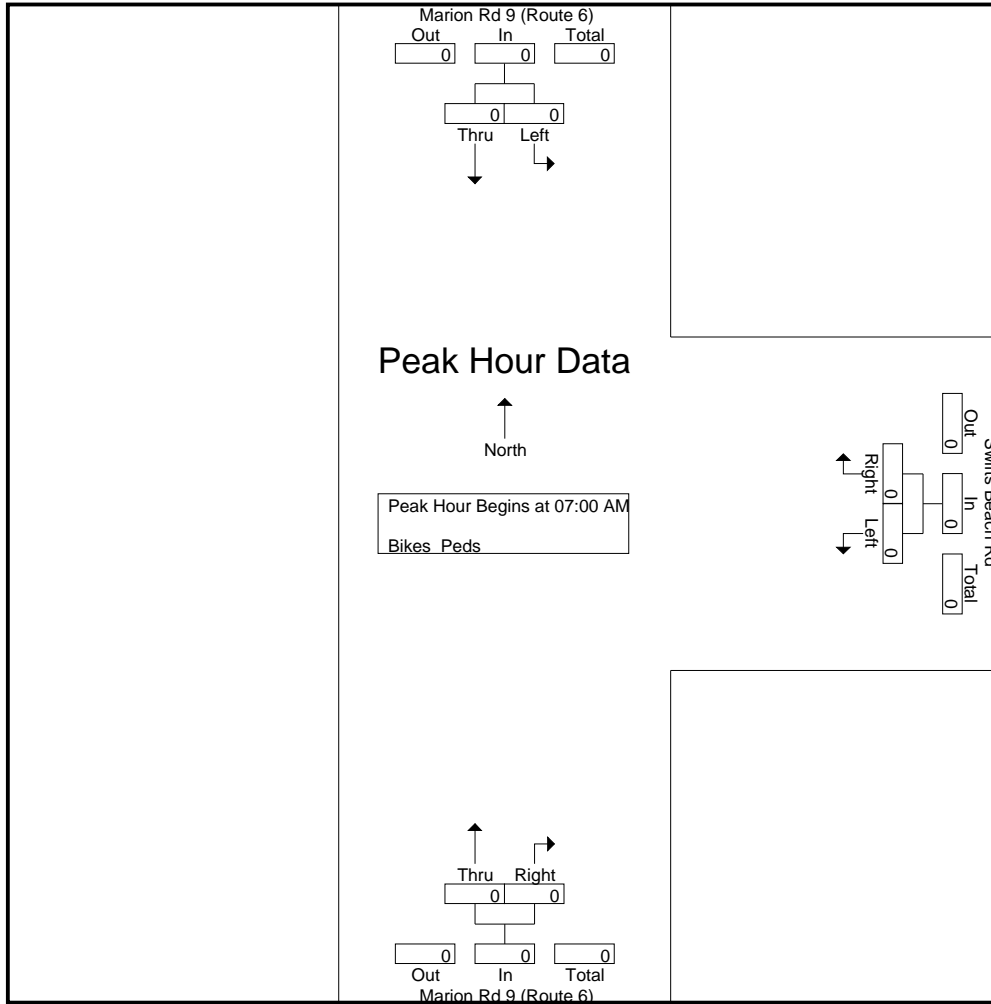 Marion Rd 9 (Route 6)
Out In Total
0 0 0
0 0
Thru Left
Peak Hour Data
North
Peak Hour Begins at 07:00 AM
Bikes Peds
Beach Rd
Out In Total
0 0 0
Right Left
0 0
Thru Right
0 0
0 0 0
Out In Total
Marion Rd 9 (Route 6)